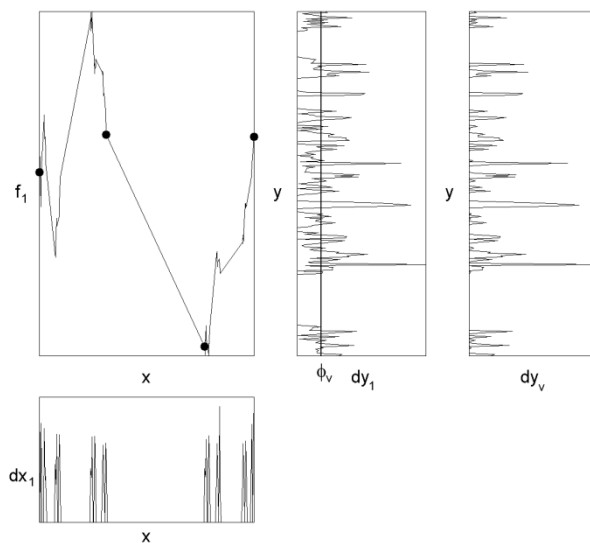 f₁
y
y
x
ϕᵥ
dy₁
dyᵥ
dx₁
x